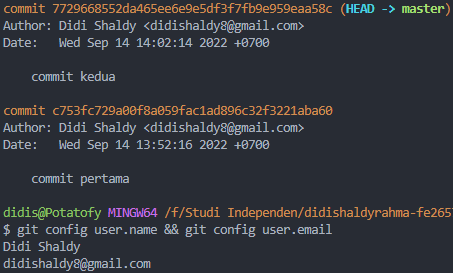 commit 7729668552da465ee6e9e5df3f7fb9e959eaa58c (HEAD -> master)
Author: Didi Shaldy <didishaldy8@gmail.com>
Date:   Wed Sep 14 14:02:14 2022 +0700
commit kedua
commit c753fc729a00f8a059fac1ad896c32f3221aba60
Author: Didi Shaldy <didishaldy8@gmail.com>
Date:   Wed Sep 14 13:52:16 2022 +0700
commit pertama
didis@Potatofy MINGW64 /f/Studi Independen/didishaldyrahma-fe2657
$ git config user.name && git config user.email
Didi Shaldy
didishaldy8@gmail.com